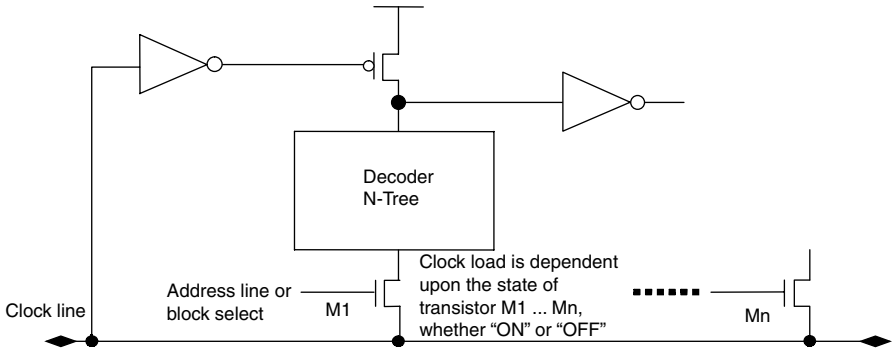 Decoder
N-Tree
Clock load is dependent
upon the state of
transistor M1 ... Mn,
whether “ON” or “OFF”
Address line or
block select
M1
Mn
Clock line